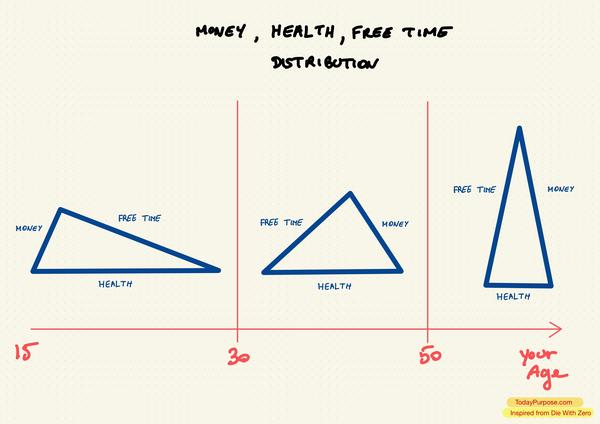 MONEY, HEALTH, FREE TIME
DISTRIBUTION
MONEY
FREE TIME
HEALTH
FREE TIME
MONEY
HEALTH
FREE TIME
MONEY
HEALTH
15
30
50
your
Age
TodayPurpose.com
Inspired from Die With Zero